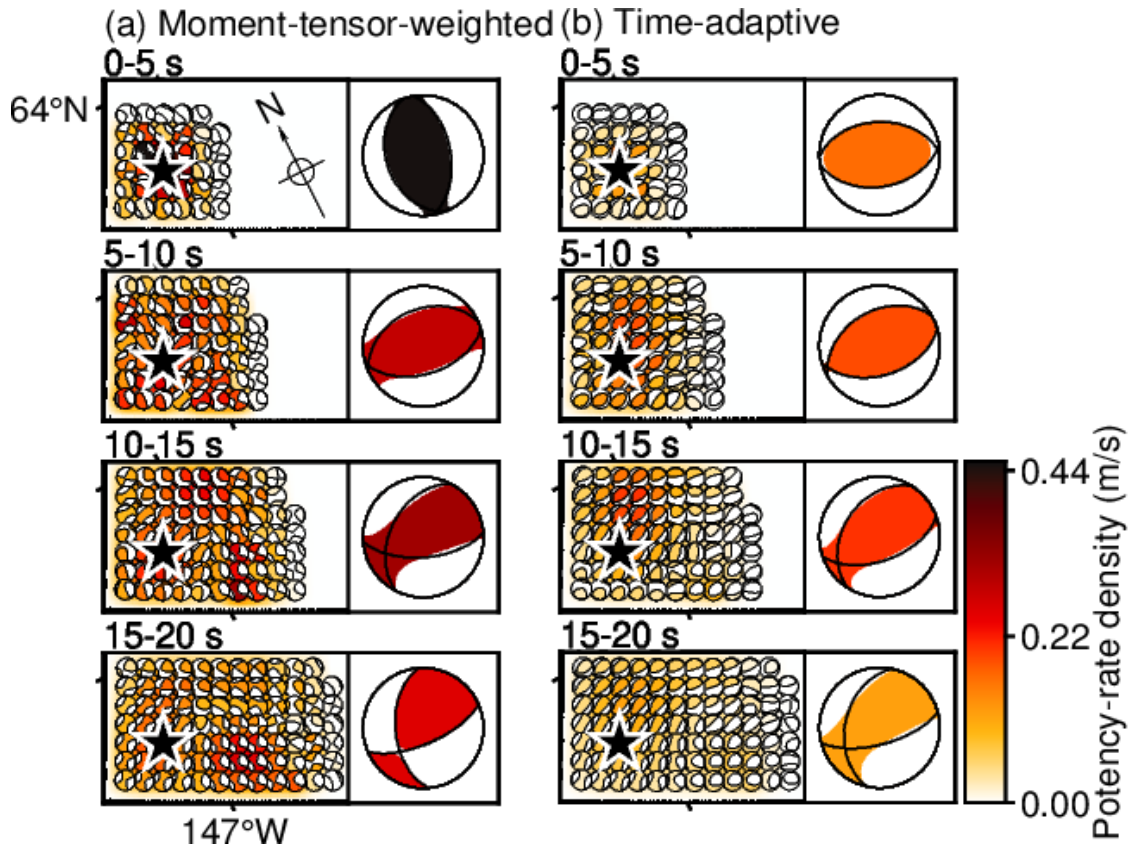 (a) Moment-tensor-weighted (b) Time-adaptive
0-5 s 0-5 s
64°N
N
5-10 s 5-10 s
10-15 s 10-15 s
15-20 s 15-20 s
147°W
0.44
0.22
0.00
Potency-rate density (m/s)